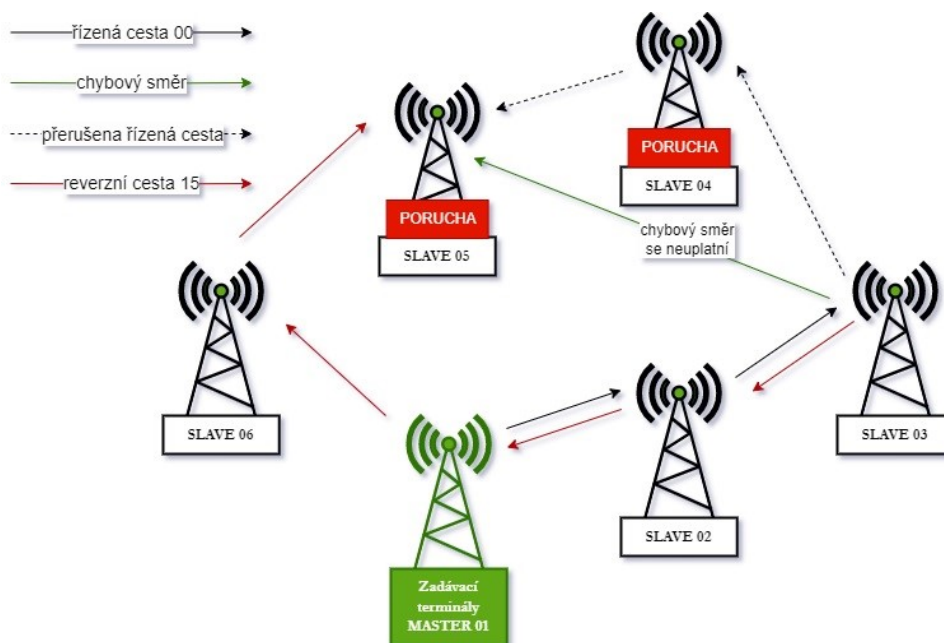 řízená cesta 00
chybový směr
přerušena řízená cesta
reverzní cesta 15
PORUCHA
SLAVE 04
PORUCHA
SLAVE 05
chybový směr
se neuplatní
SLAVE 06
SLAVE 03
SLAVE 02
Zadávací
terminály
MASTER 01